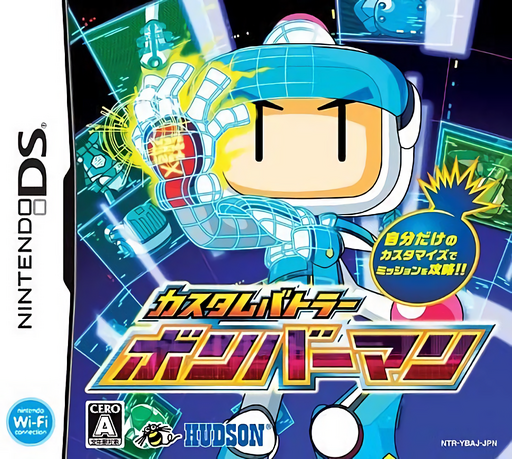 NINTENDO DS™
自分だけの
カスタマイズで
ミッションを攻略!!
カスタムバトラー
ボンバーマン
nintendo
Wi-Fi
connection
CERO
A
HUDSON
NTR-YBAJ-JPN